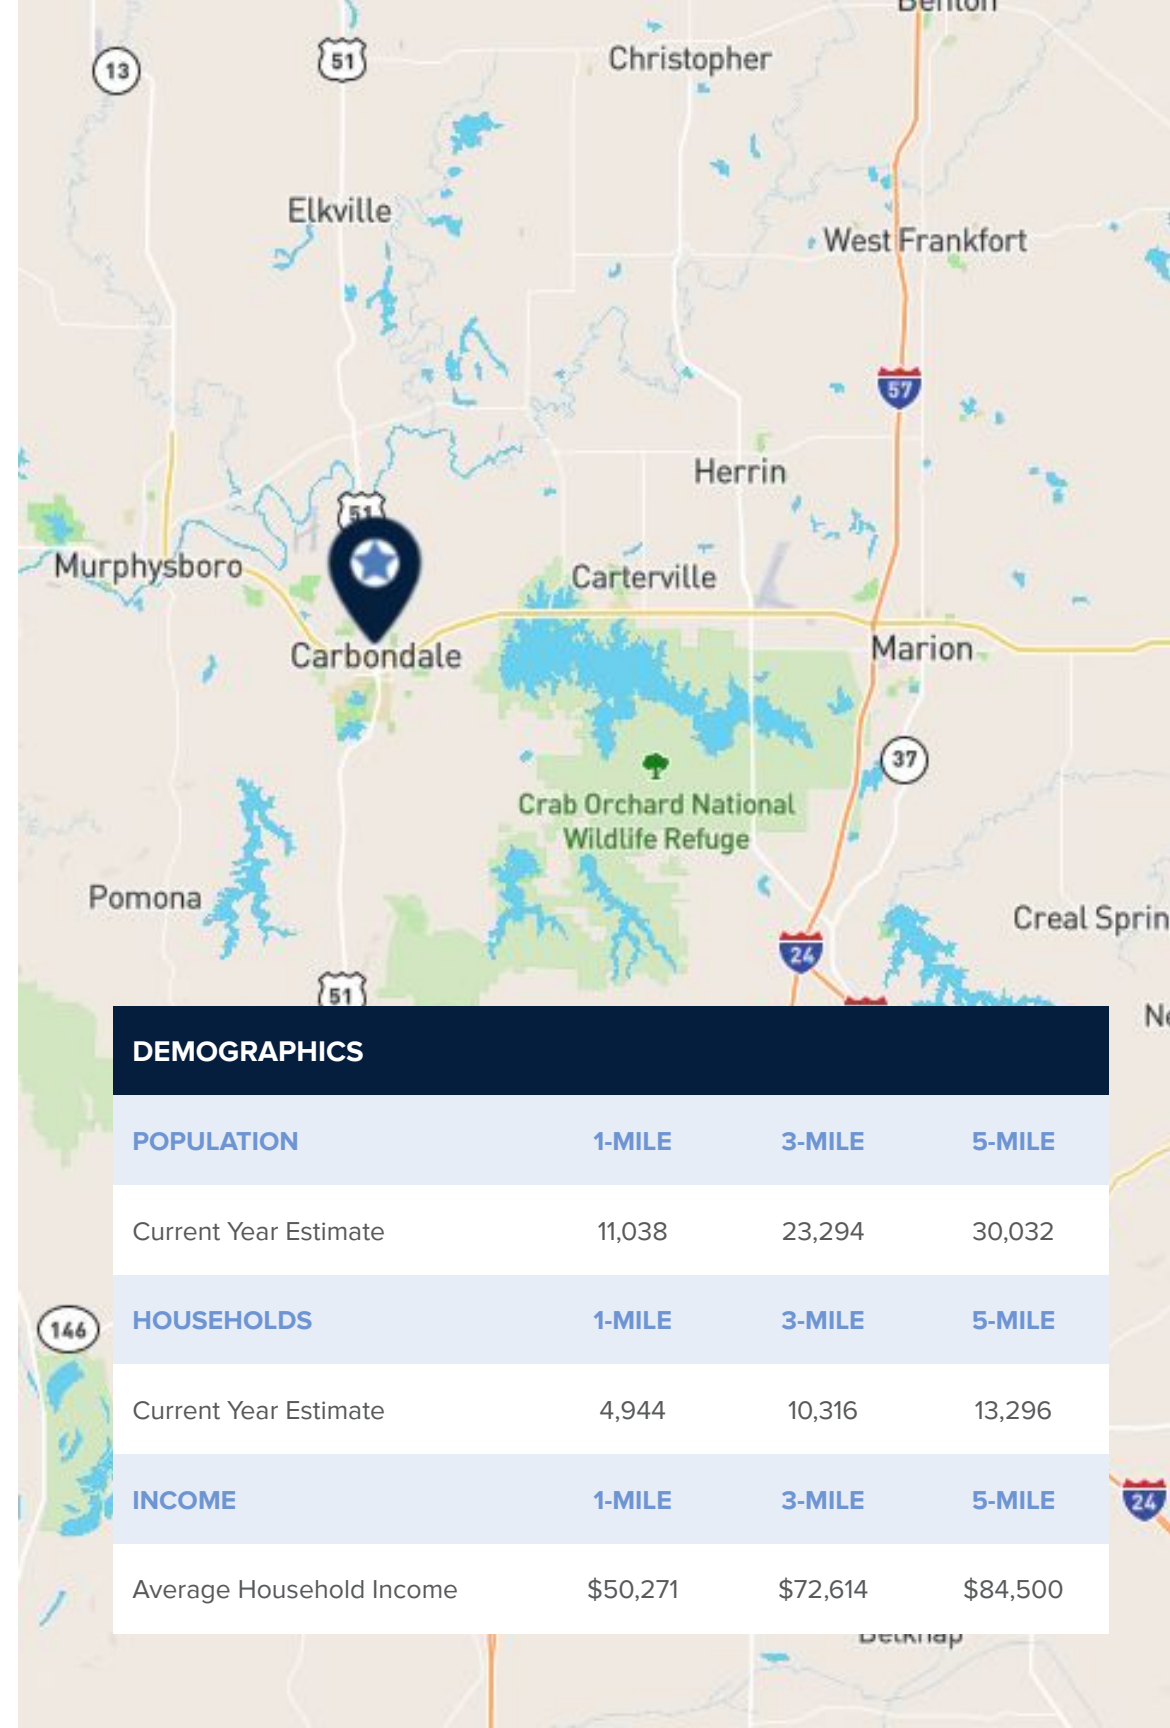 Benton
13
51
Christopher
Elkville
West Frankfort
57
Herrin
51
Murphysboro
Carterville
Carbondale
Marion
37
Crab Orchard National
Wildlife Refuge
Pomona
Creal Sprin
24
51
Ne
DEMOGRAPHICS
POPULATION 1-MILE 3-MILE 5-MILE
Current Year Estimate 11,038 23,294 30,032
146
HOUSEHOLDS 1-MILE 3-MILE 5-MILE
Current Year Estimate 4,944 10,316 13,296
INCOME 1-MILE 3-MILE 5-MILE
24
Average Household Income $50,271 $72,614 $84,500
Belknap